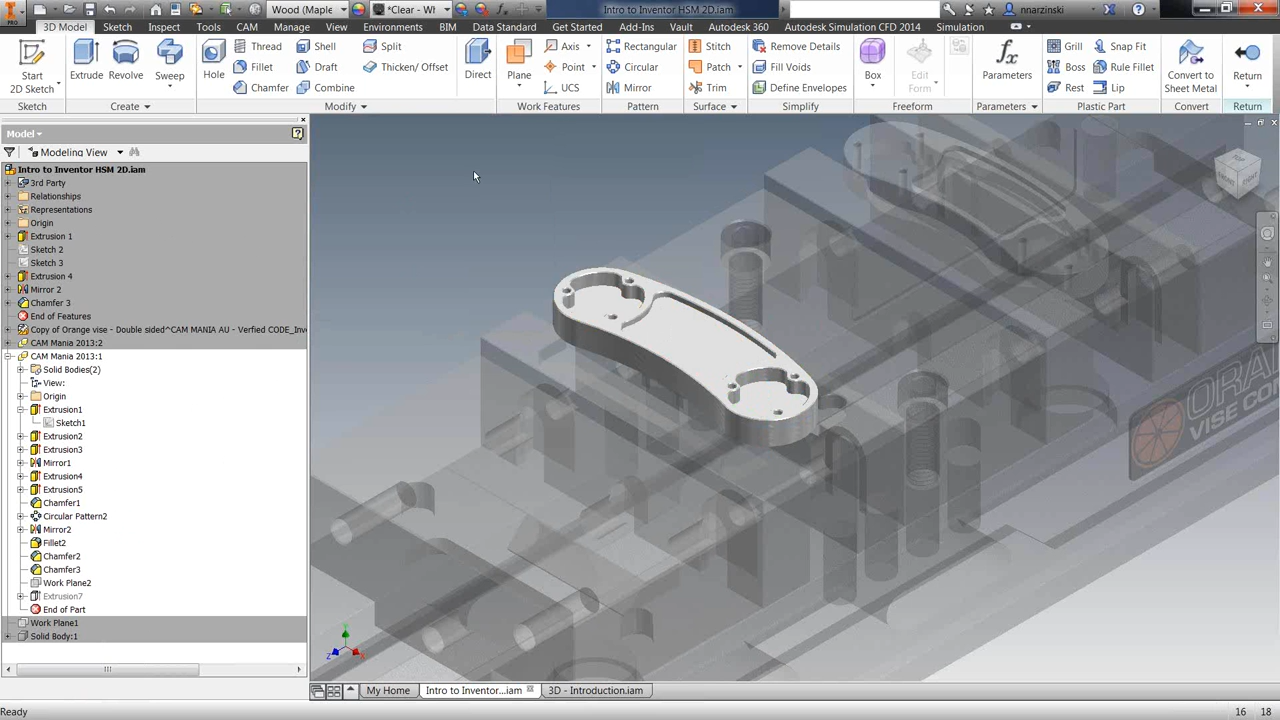 Wood (Maple
*Clear - Wh
Intro to Inventor HSM 2D.iam
nnarzinski
3D Model Sketch Inspect Tools CAM Manage View Environments BIM Data Standard Get Started Add-Ins Vault Autodesk 360 Autodesk Simulation CFD 2014 Simulation
Start
2D Sketch
Sketch
Extrude
Revolve
Sweep
Create
Hole
Thread
Fillet
Chamfer
Shell
Draft
Combine
Split
Thicken/ Offset
Modify
Direct
Plane
Axis
Point
UCS
Work Features
Rectangular
Circular
Mirror
Pattern
Stitch
Patch
Trim
Surface
Remove Details
Fill Voids
Define Envelopes
Simplify
Box
Edit
Form
Freeform
Parameters
Parameters
Grill
Boss
Rest
Snap Fit
Rule Fillet
Lip
Plastic Part
Convert to
Sheet Metal
Convert
Return
Return
Model
Modeling View
Intro to Inventor HSM 2D.iam
3rd Party
Relationships
Representations
Origin
Extrusion 1
Sketch 2
Sketch 3
Extrusion 4
Mirror 2
Chamfer 3
End of Features
Copy of Orange vise - Double sided^CAM MANIA AU - Verfied CODE_Inv
CAM Mania 2013:2
CAM Mania 2013:1
Solid Bodies(2)
View:
Origin
Extrusion1
Sketch1
Extrusion2
Extrusion3
Mirror1
Extrusion4
Extrusion5
Chamfer1
Circular Pattern2
Mirror2
Fillet2
Chamfer2
Chamfer3
Work Plane2
Extrusion7
End of Part
Work Plane1
Solid Body:1
FRONT RIGHT
ORA
VISE CO
My Home
Intro to Inventor...iam
3D - Introduction.iam
Ready
16 18